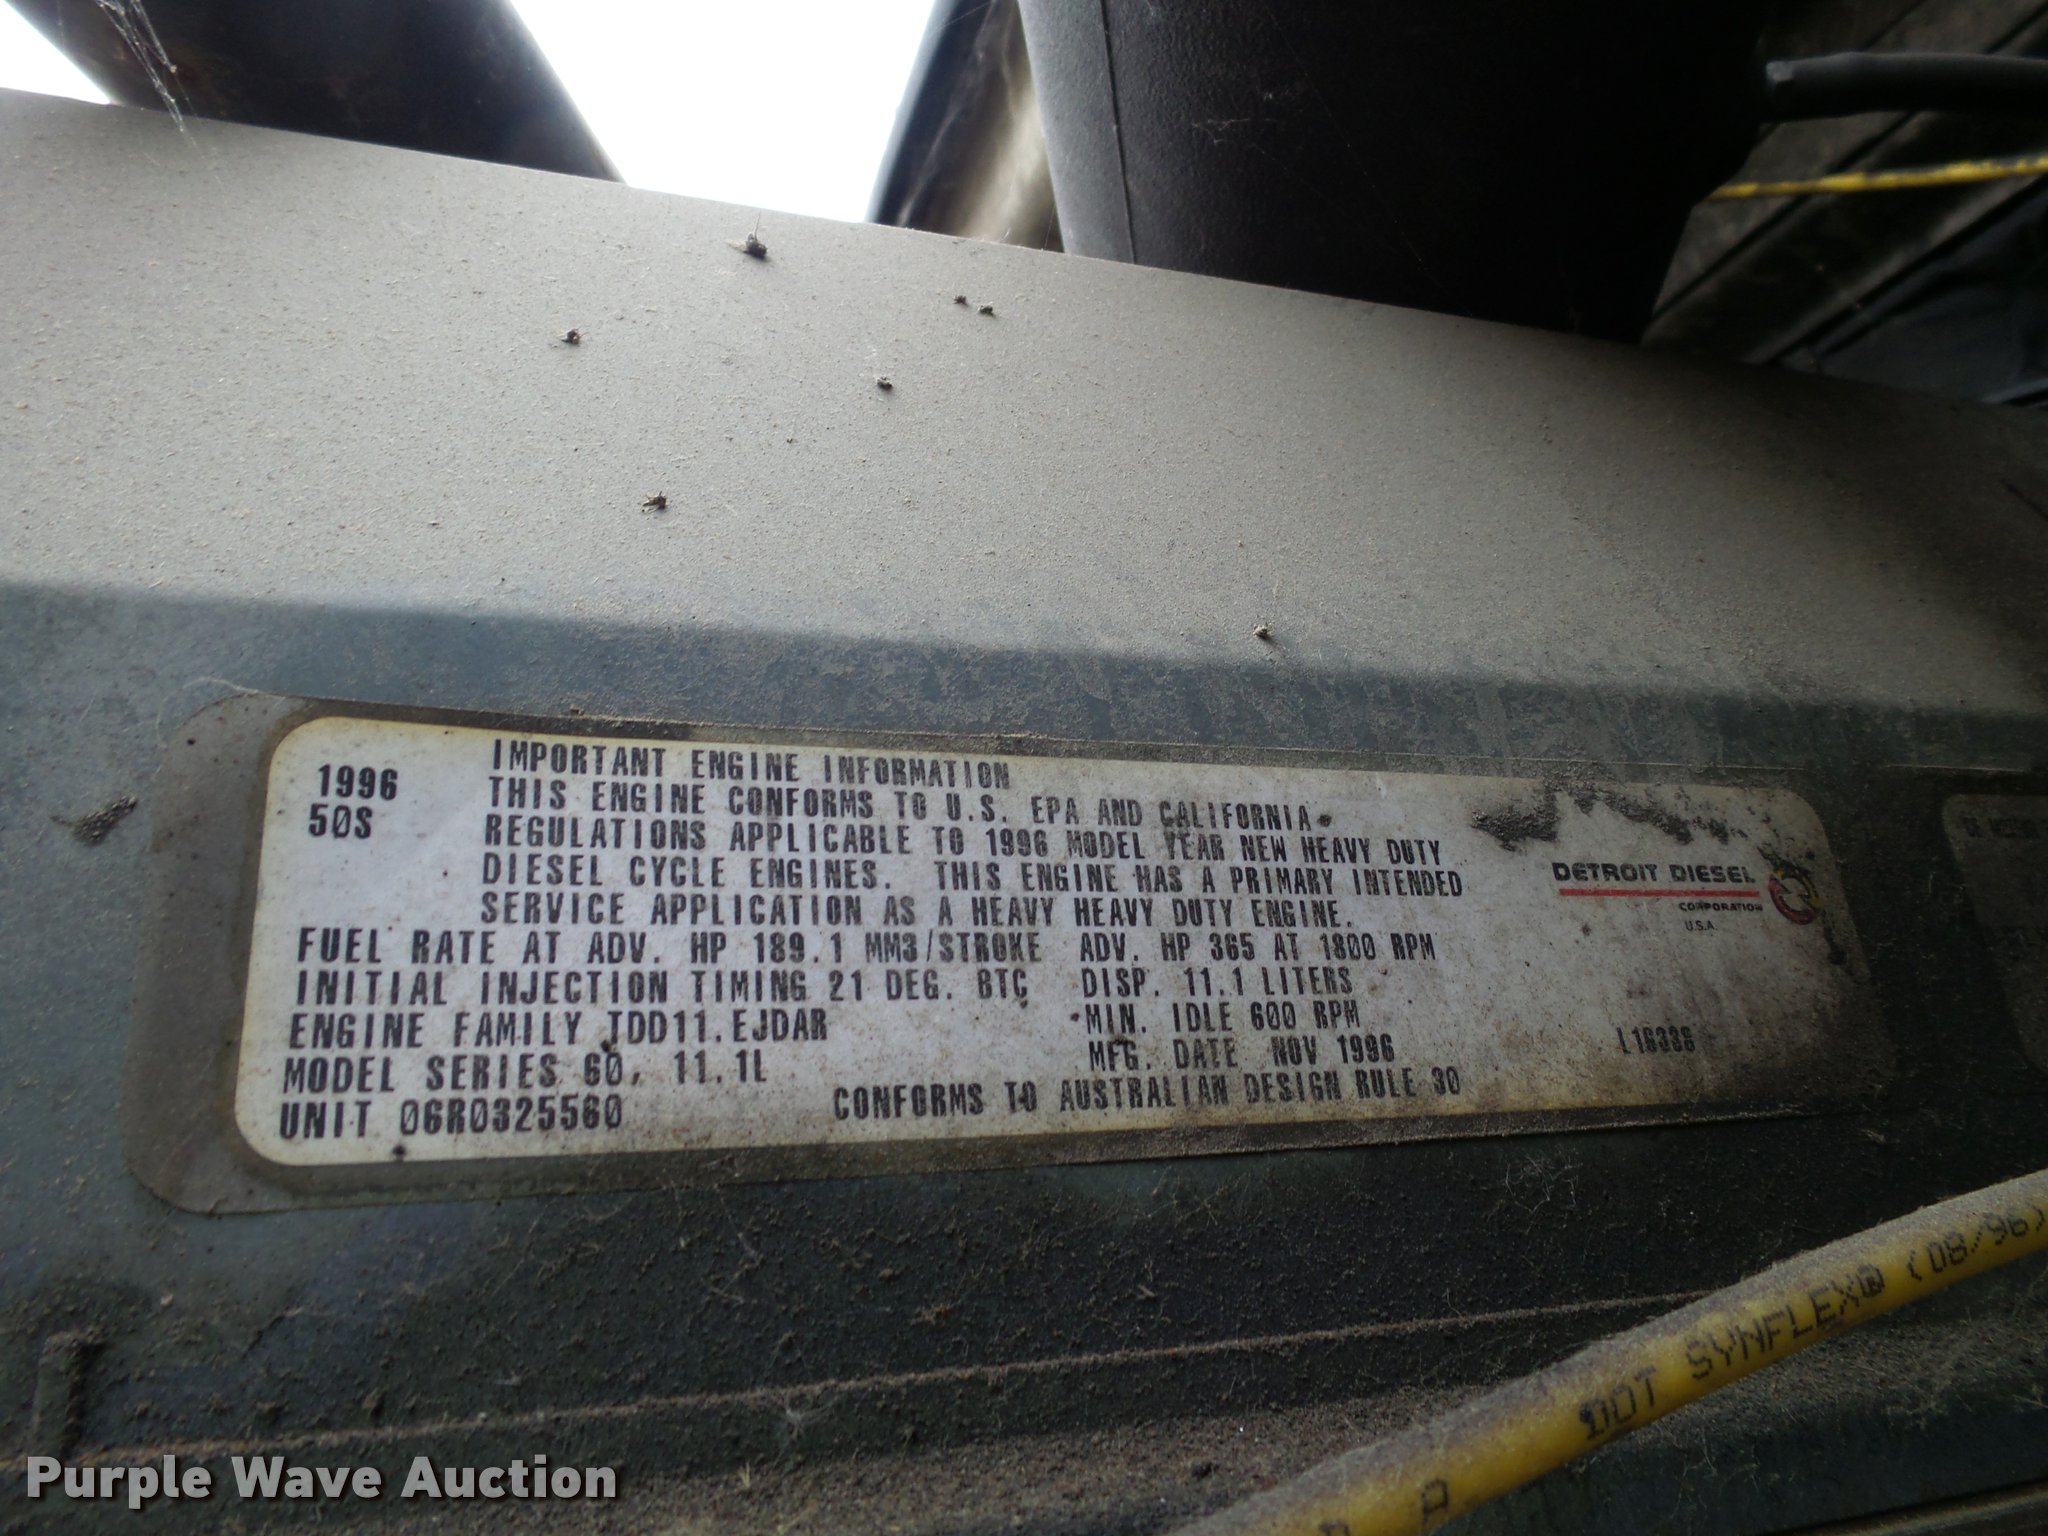 1996
50S
IMPORTANT ENGINE INFORMATION
THIS ENGINE CONFORMS TO U.S. EPA AND CALIFORNIA
REGULATIONS APPLICABLE TO 1996 MODEL YEAR NEW HEAVY DUTY
DIESEL CYCLE ENGINES. THIS ENGINE HAS A PRIMARY INTENDED
SERVICE APPLICATION AS A HEAVY HEAVY DUTY ENGINE.
FUEL RATE AT ADV. HP 189.1 MM3/STROKE ADV. HP 365 AT 1800 RPM
INITIAL INJECTION TIMING 21 DEG. BTC DISP. 11.1 LITERS
ENGINE FAMILY TDD11.EJDAR MIN. IDLE 600 RPM
MODEL SERIES 60, 11.1L MFG. DATE NOV 1996
UNIT 06R0325560 CONFORMS TO AUSTRALIAN DESIGN RULE 30
DETROIT DIESEL
CORPORATION
U.S.A.
L16336
DOT SYNFLEX® (08/96)
Purple Wave Auction